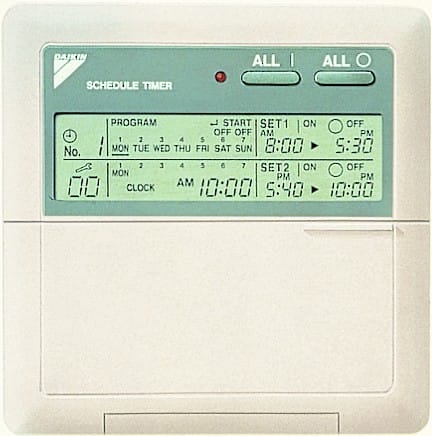 DAIKIN
SCHEDULE TIMER
ALL |
ALL ○
No. 1
PROGRAM
↵ START
OFF OFF
1 2 3 4 5 6 7
MON TUE WED THU FRI SAT SUN
SET1 | ON ○ OFF
AM PM
8:00 ▶ 5:30
00
1 2 3 4 5 6 7
MON
CLOCK AM 10:00
SET2 | ON ○ OFF
PM PM
5:40 ▶ 10:00